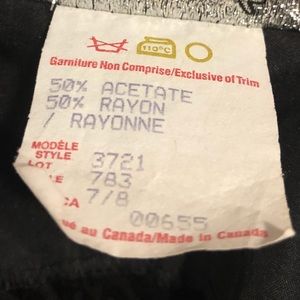 110°C
Garniture Non Comprise/Exclusive of Trim
50% ACETATE
50% RAYON
/ RAYONNE
MODÈLE
STYLE 3721
LOT 783
CA 7/8
00655
au Canada/Made in Canada